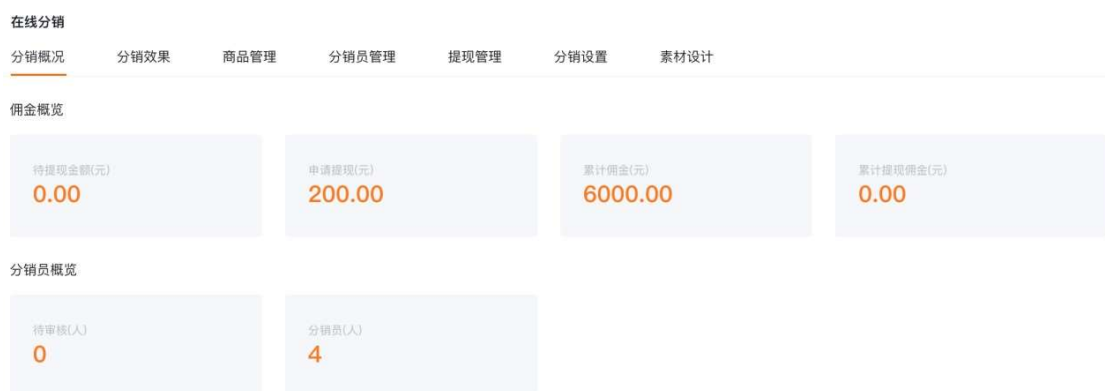 在线分销
分销概况 分销效果 商品管理 分销员管理 提现管理 分销设置 素材设计
佣金概览
待提现金额(元) 申请提现(元) 累计佣金(元) 累计提现佣金(元)
0.00 200.00 6000.00 0.00
分销员概览
待审核(人) 分销员(人)
0 4